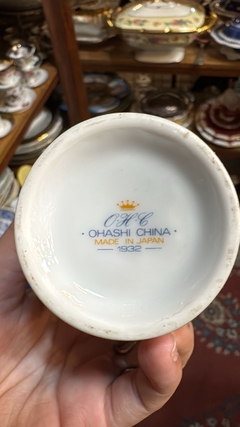 OHC
· OHASHI CHINA ·
MADE IN JAPAN
— 1932 —